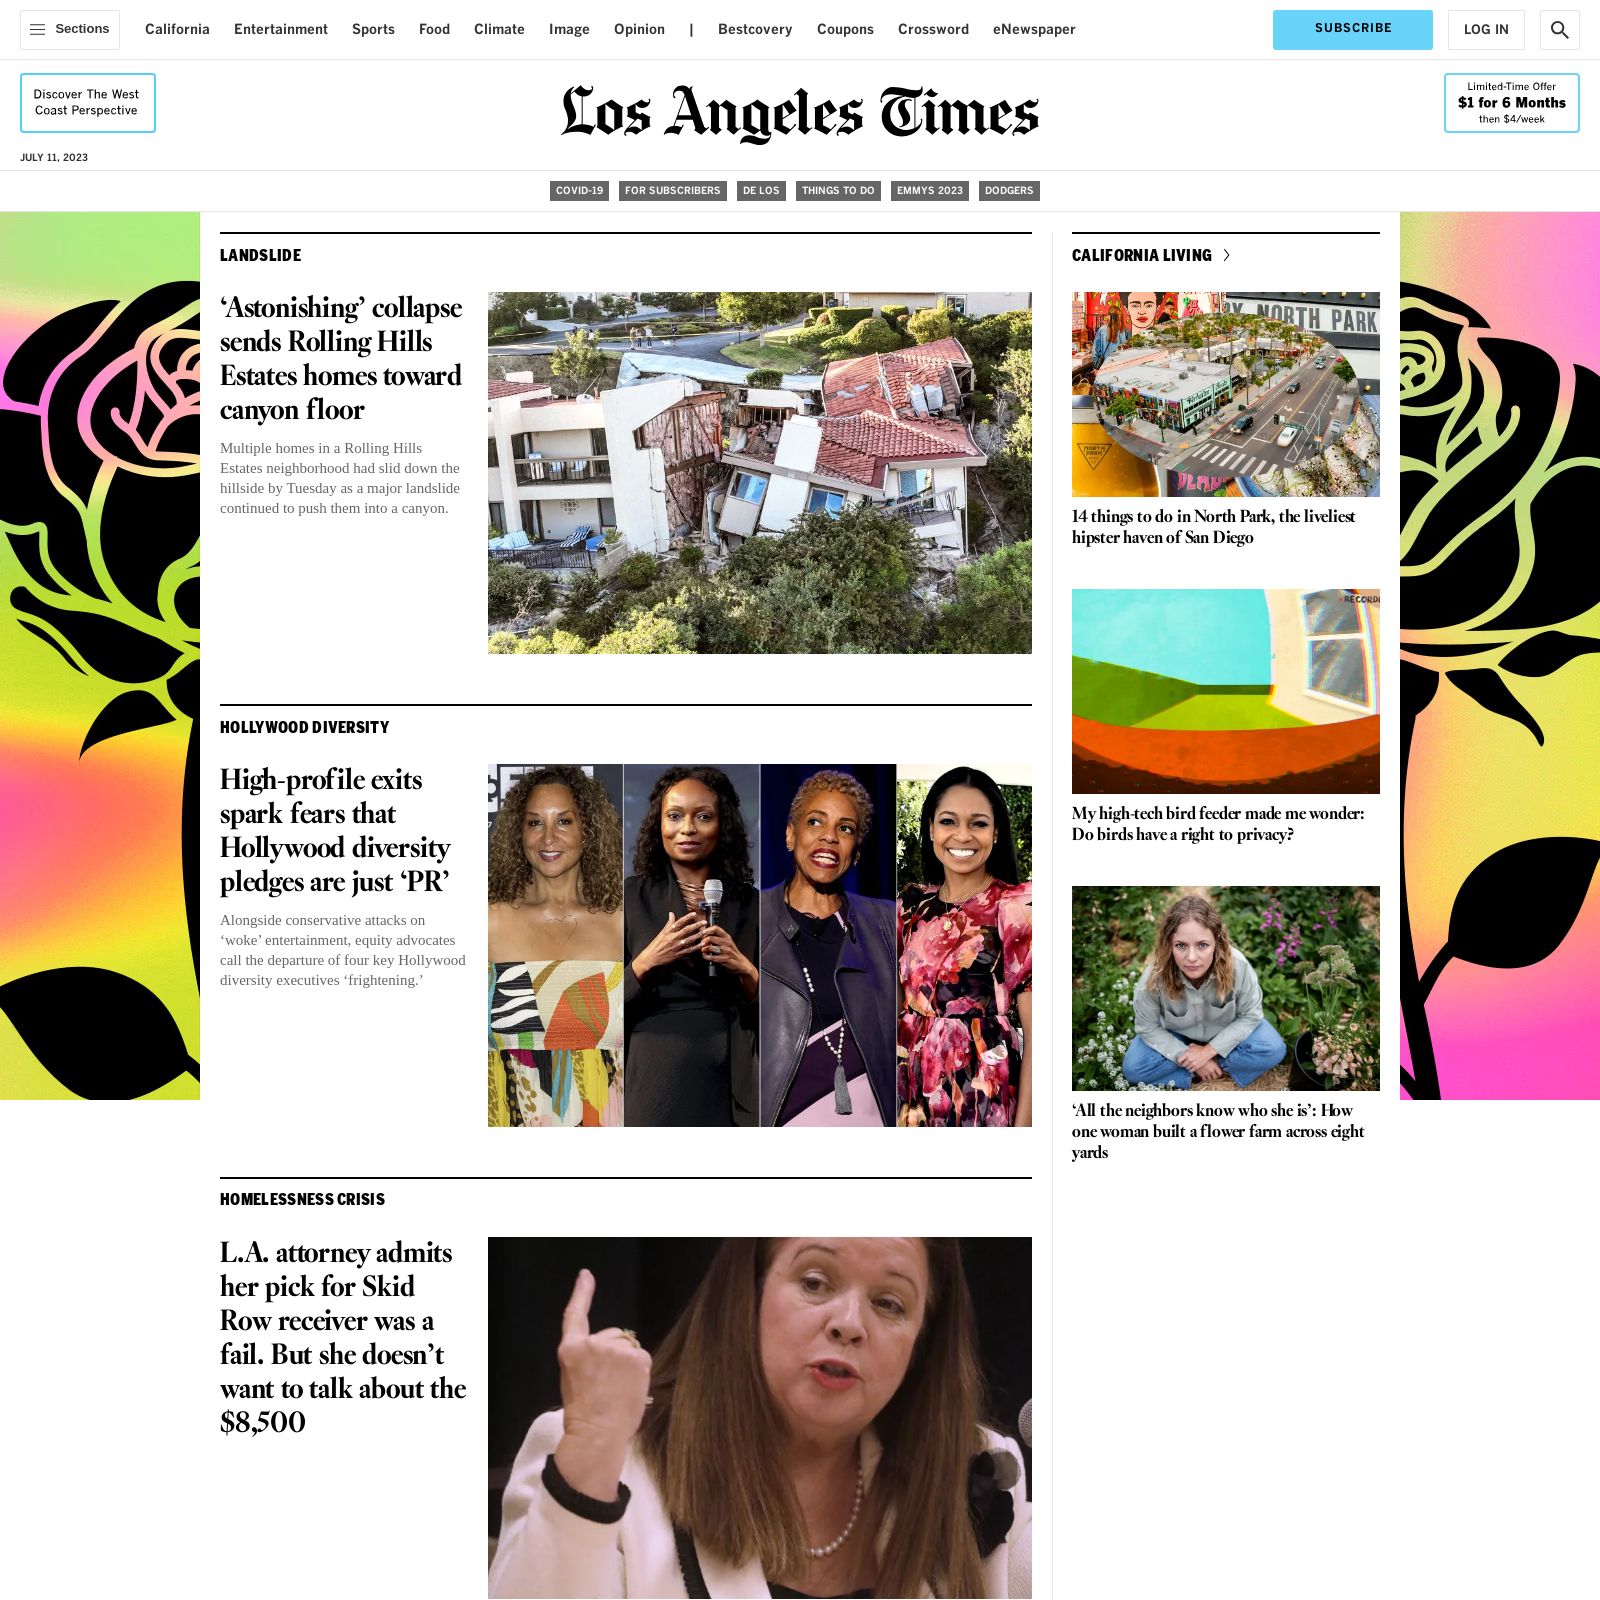 Sections
California
Entertainment
Sports
Food
Climate
Image
Opinion
|
Bestcovery
Coupons
Crossword
eNewspaper
SUBSCRIBE
LOG IN
Discover The West
Coast Perspective
Los Angeles Times
Limited-Time Offer
$1 for 6 Months
then $4/week
JULY 11, 2023
COVID-19
FOR SUBSCRIBERS
DE LOS
THINGS TO DO
EMMYS 2023
DODGERS
LANDSLIDE
‘Astonishing’ collapse
sends Rolling Hills
Estates homes toward
canyon floor
Multiple homes in a Rolling Hills
Estates neighborhood had slid down the
hillside by Tuesday as a major landslide
continued to push them into a canyon.
HOLLYWOOD DIVERSITY
High-profile exits
spark fears that
Hollywood diversity
pledges are just ‘PR’
Alongside conservative attacks on
‘woke’ entertainment, equity advocates
call the departure of four key Hollywood
diversity executives ‘frightening.’
HOMELESSNESS CRISIS
L.A. attorney admits
her pick for Skid
Row receiver was a
fail. But she doesn’t
want to talk about the
$8,500
CALIFORNIA LIVING
NORTH PARK
NORTH
PARK
14 things to do in North Park, the liveliest
hipster haven of San Diego
My high-tech bird feeder made me wonder:
Do birds have a right to privacy?
‘All the neighbors know who she is’: How
one woman built a flower farm across eight
yards